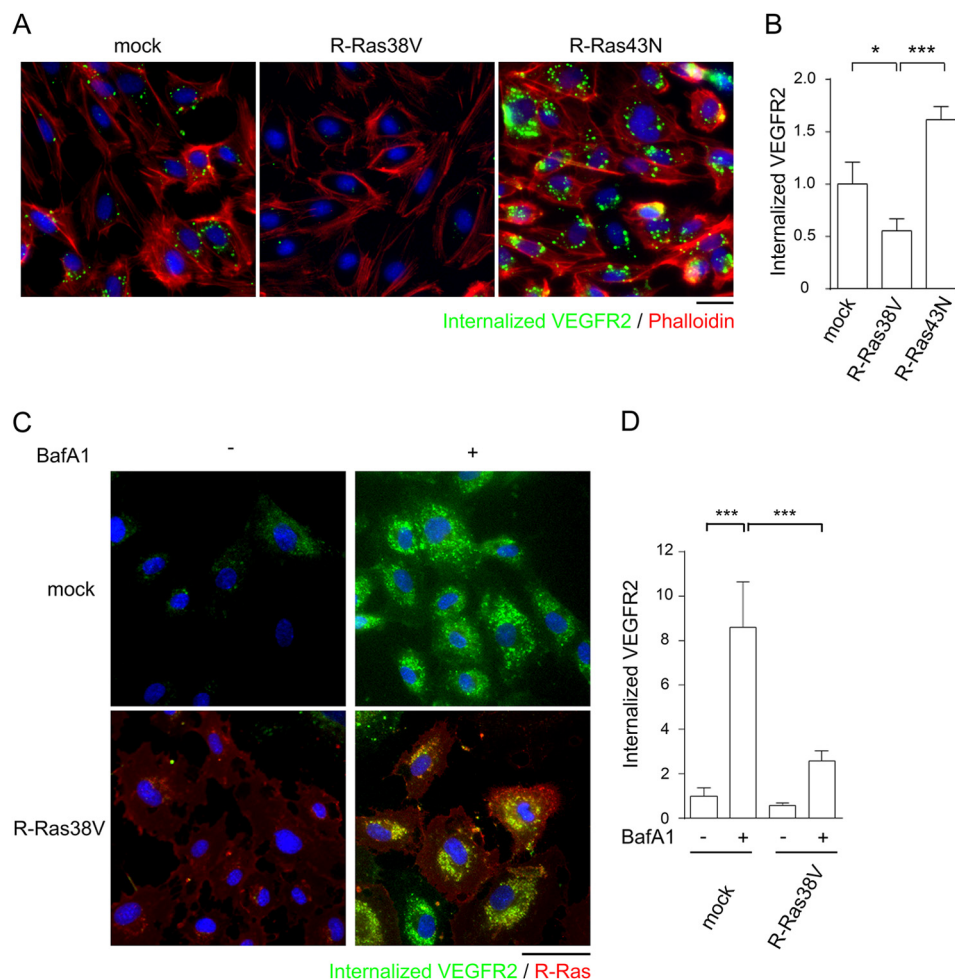 A
mock
R-Ras38V
R-Ras43N
Internalized VEGFR2 / Phalloidin
B
* ***
Internalized VEGFR2
2.0
1.5
1.0
0.5
0
mock
R-Ras38V
R-Ras43N
C
BafA1 - +
mock
R-Ras38V
Internalized VEGFR2 / R-Ras
D
*** ***
Internalized VEGFR2
12
10
8
6
4
2
0
BafA1 - + - +
mock
R-Ras38V